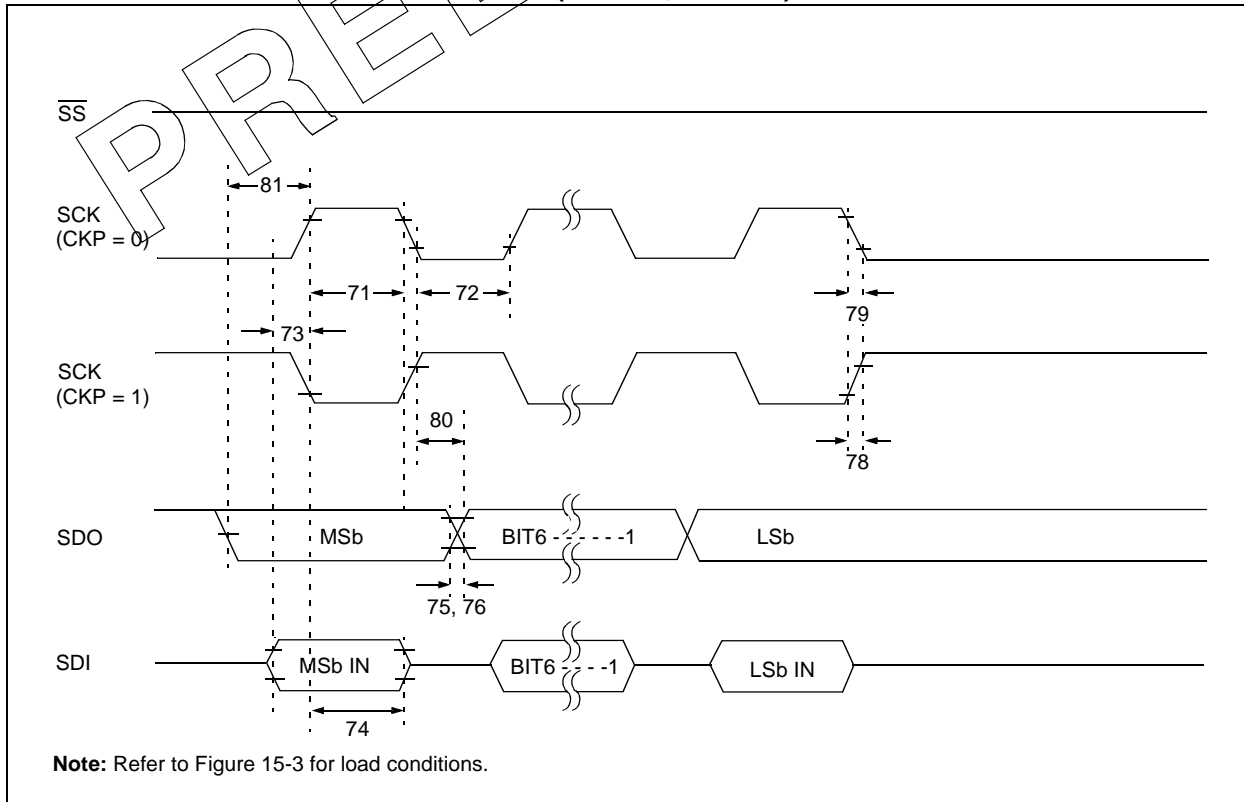 PRE
SS
81
SCK
(CKP = 0)
71
72
79
73
SCK
(CKP = 1)
80
78
SDO
MSb
BIT6 - - - - - -1
LSb
75, 76
SDI
MSb IN
BIT6 - - - - -1
LSb IN
74
Note: Refer to Figure 15-3 for load conditions.